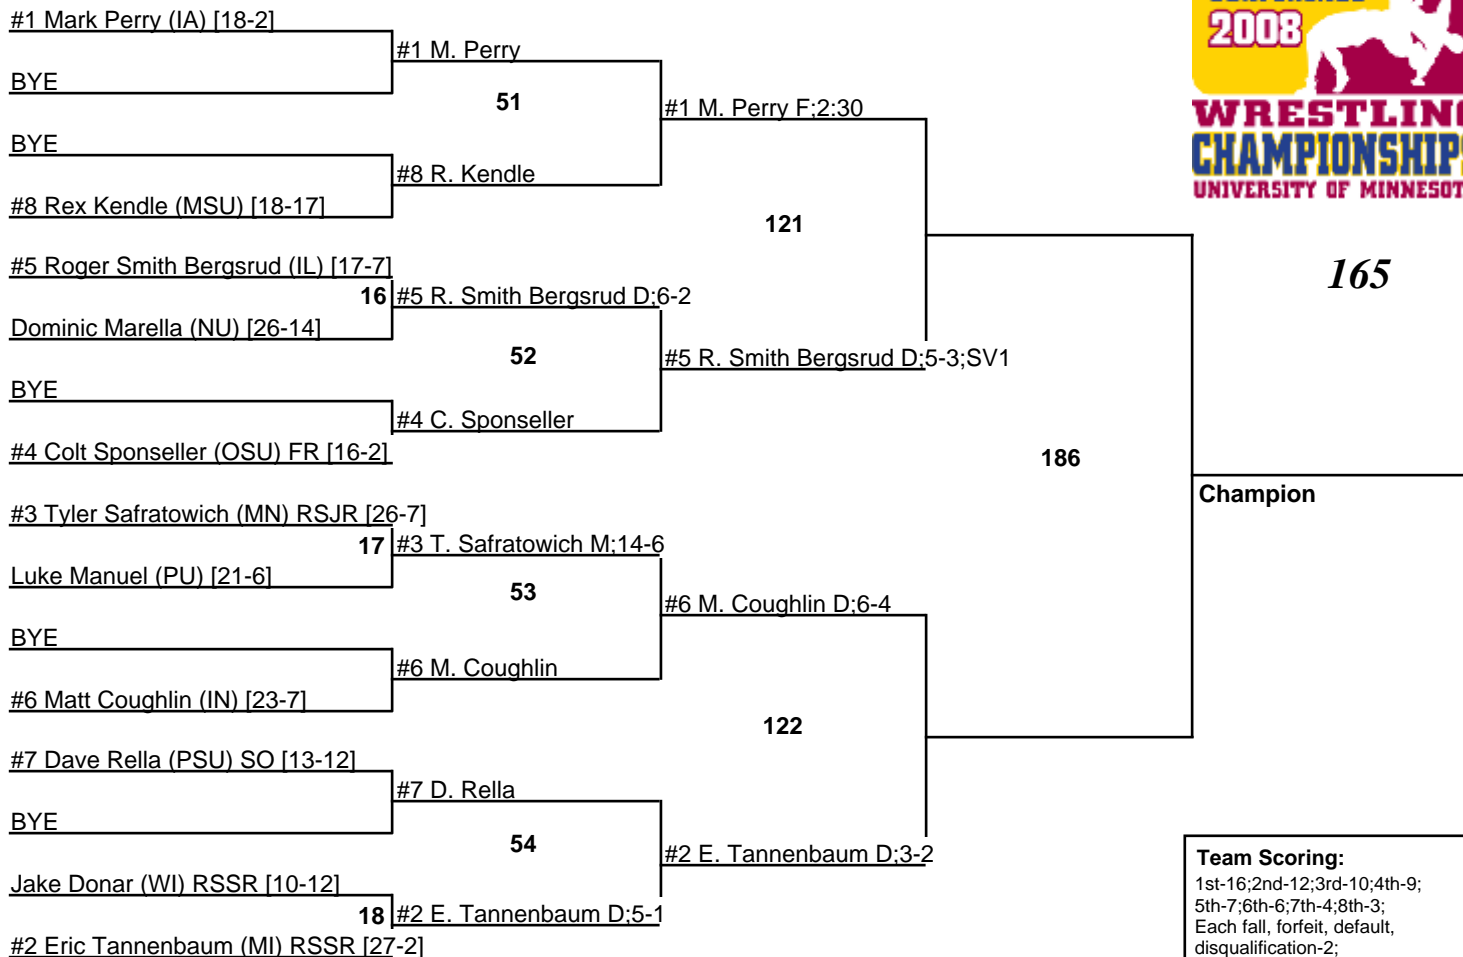 #1 Mark Perry (IA) [18-2]
BYE
BYE
#8 Rex Kendle (MSU) [18-17]
#5 Roger Smith Bergsrud (IL) [17-7]
16
Dominic Marella (NU) [26-14]
BYE
#4 Colt Sponseller (OSU) FR [16-2]
#3 Tyler Safratowich (MN) RSJR [26-7]
17
Luke Manuel (PU) [21-6]
BYE
#6 Matt Coughlin (IN) [23-7]
#7 Dave Rella (PSU) SO [13-12]
BYE
Jake Donar (WI) RSSR [10-12]
18
#2 Eric Tannenbaum (MI) RSSR [27-2]
#1 M. Perry
51
#8 R. Kendle
#5 R. Smith Bergsrud D;6-2
52
#4 C. Sponseller
#3 T. Safratowich M;14-6
53
#6 M. Coughlin
#7 D. Rella
54
#2 E. Tannenbaum D;5-1
#1 M. Perry F;2:30
121
#5 R. Smith Bergsrud D;5-3;SV1
#6 M. Coughlin D;6-4
122
#2 E. Tannenbaum D;3-2
186
Champion
2008
WRESTLING
CHAMPIONSHIPS
UNIVERSITY OF MINNESOT
165
Team Scoring:
1st-16;2nd-12;3rd-10;4th-9;
5th-7;6th-6;7th-4;8th-3;
Each fall, forfeit, default,
disqualification-2;